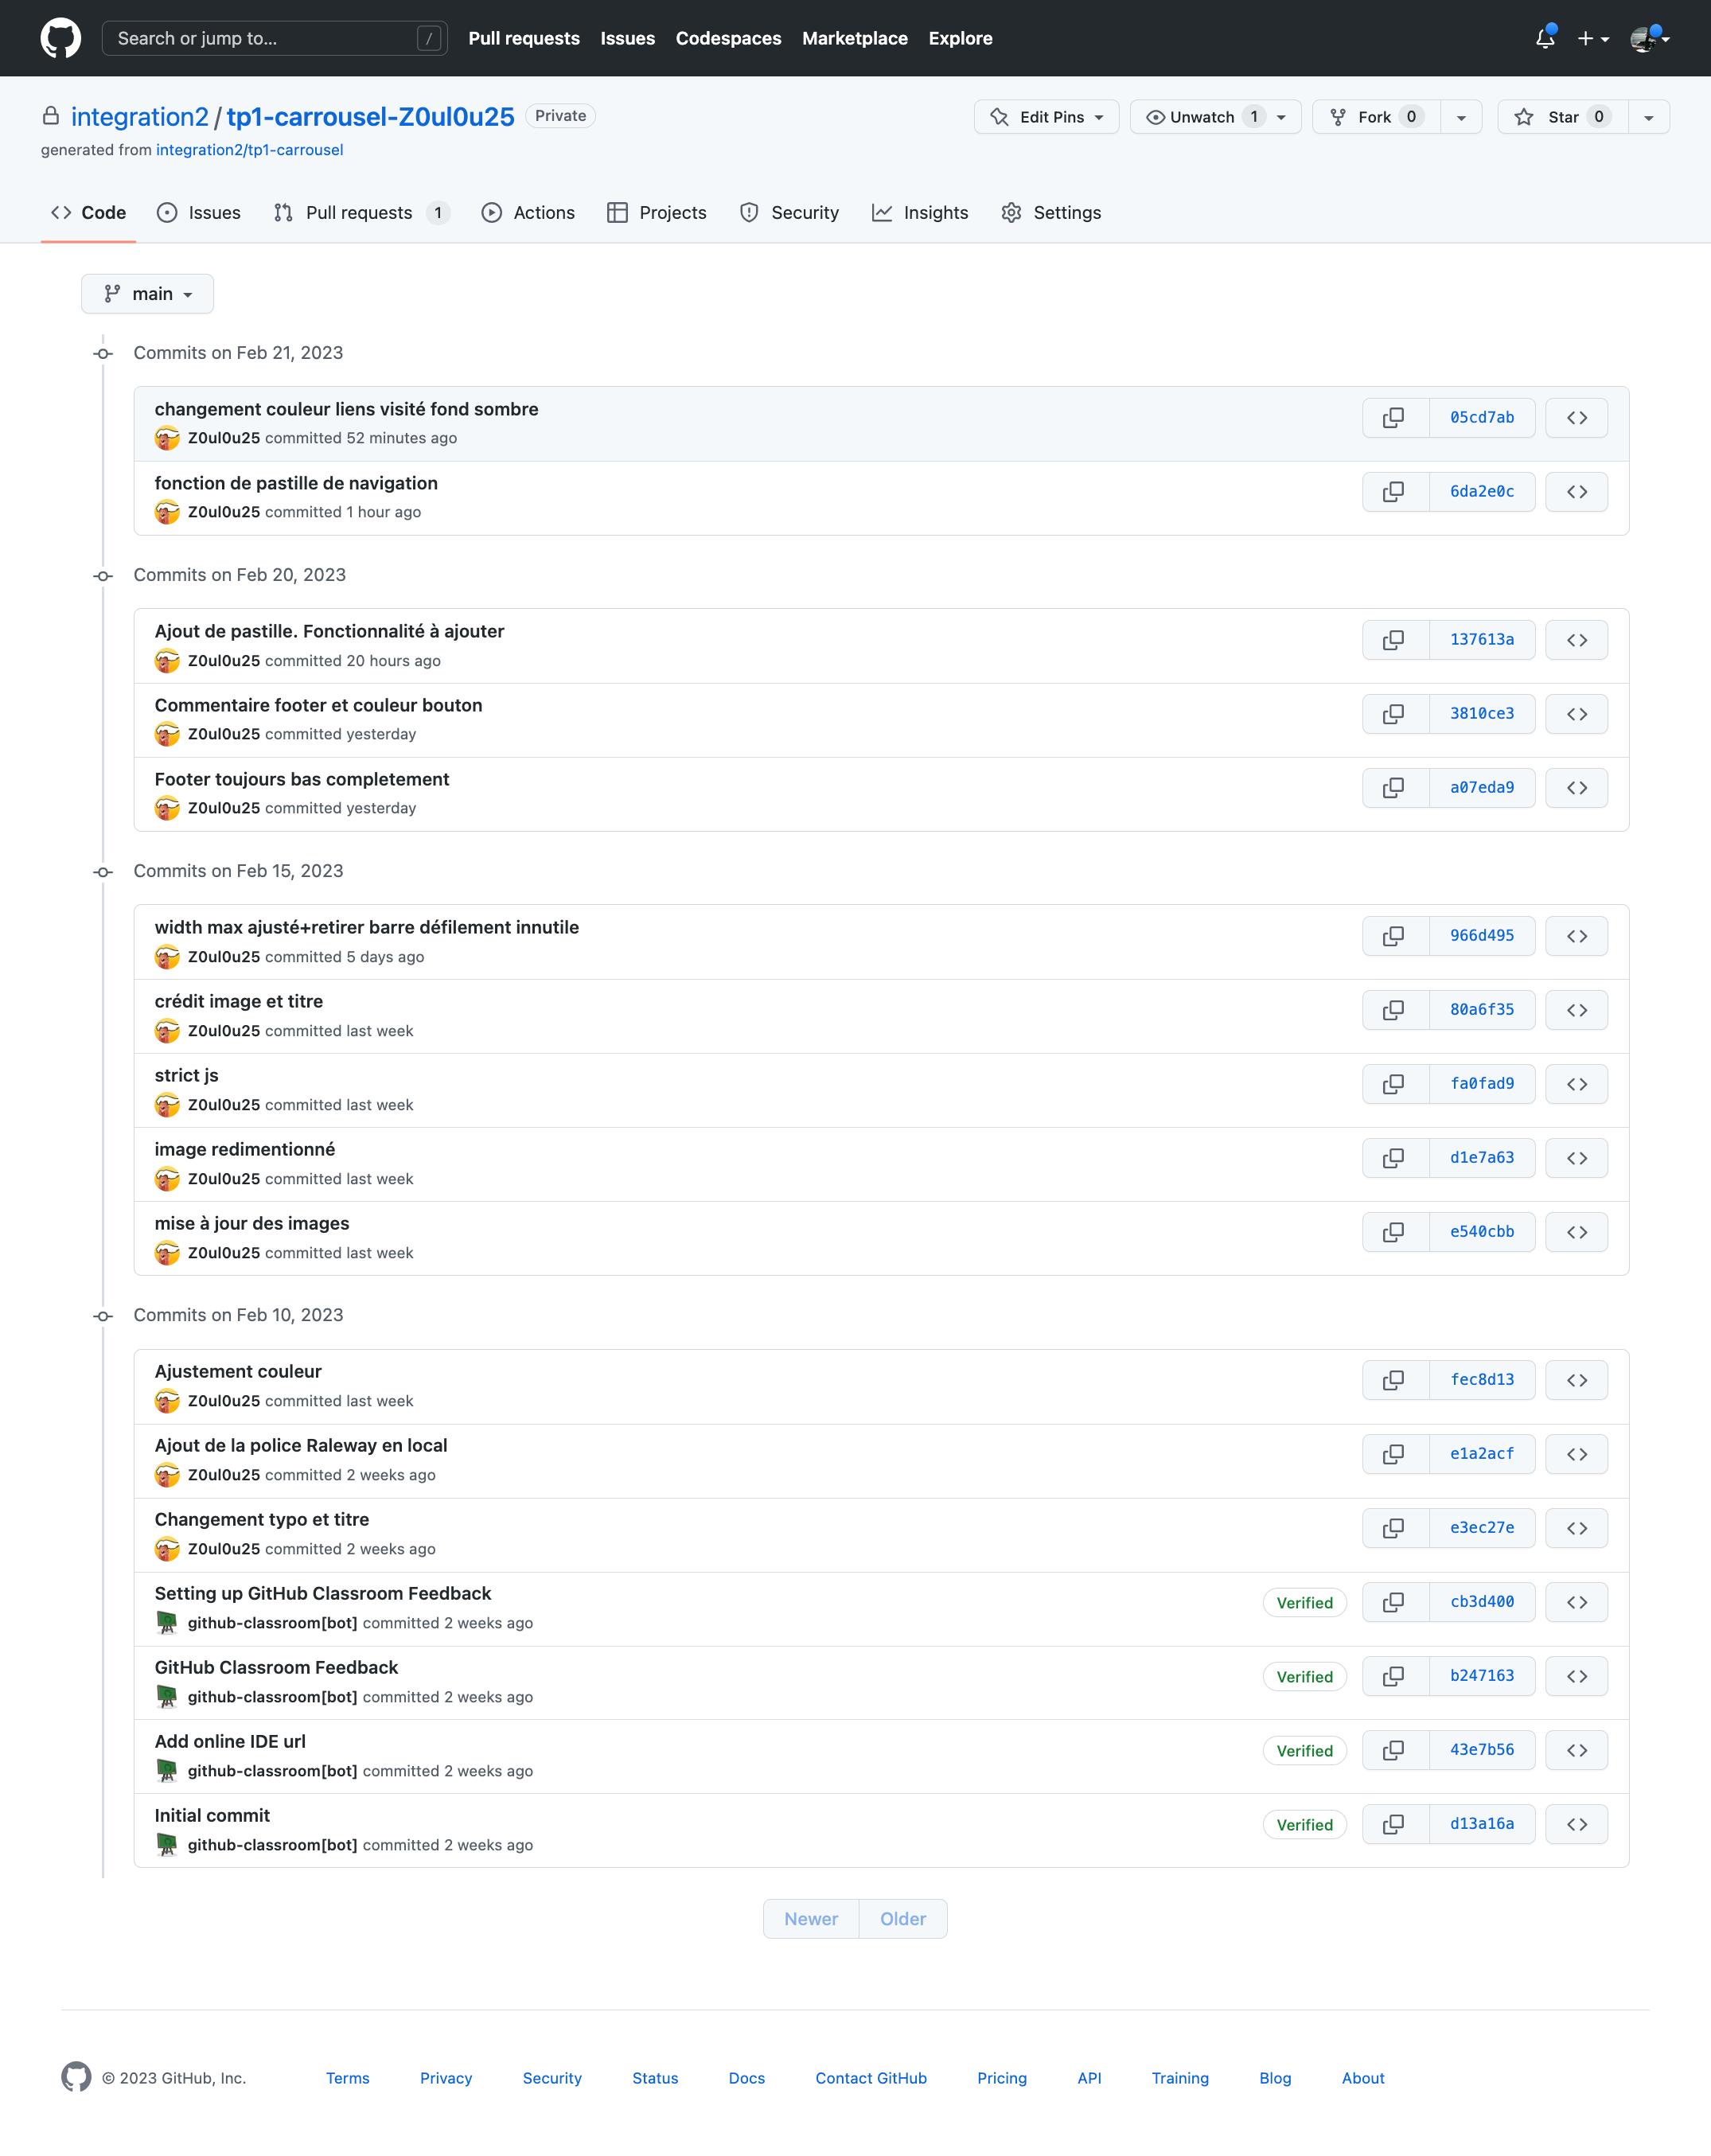 Search or jump to... /
Pull requests Issues Codespaces Marketplace Explore
integration2 / tp1-carrousel-Z0ul0u25 Private
Edit Pins Unwatch 1 Fork 0 Star 0
generated from integration2/tp1-carrousel
Code Issues Pull requests 1 Actions Projects Security Insights Settings
main
Commits on Feb 21, 2023
changement couleur liens visité fond sombre
Z0ul0u25 committed 52 minutes ago
05cd7ab
fonction de pastille de navigation
Z0ul0u25 committed 1 hour ago
6da2e0c
Commits on Feb 20, 2023
Ajout de pastille. Fonctionnalité à ajouter
Z0ul0u25 committed 20 hours ago
137613a
Commentaire footer et couleur bouton
Z0ul0u25 committed yesterday
3810ce3
Footer toujours bas completement
Z0ul0u25 committed yesterday
a07eda9
Commits on Feb 15, 2023
width max ajusté+retirer barre défilement innutile
Z0ul0u25 committed 5 days ago
966d495
crédit image et titre
Z0ul0u25 committed last week
80a6f35
strict js
Z0ul0u25 committed last week
fa0fad9
image redimentionné
Z0ul0u25 committed last week
d1e7a63
mise à jour des images
Z0ul0u25 committed last week
e540cbb
Commits on Feb 10, 2023
Ajustement couleur
Z0ul0u25 committed last week
fec8d13
Ajout de la police Raleway en local
Z0ul0u25 committed 2 weeks ago
e1a2acf
Changement typo et titre
Z0ul0u25 committed 2 weeks ago
e3ec27e
Setting up GitHub Classroom Feedback
github-classroom[bot] committed 2 weeks ago
Verified cb3d400
GitHub Classroom Feedback
github-classroom[bot] committed 2 weeks ago
Verified b247163
Add online IDE url
github-classroom[bot] committed 2 weeks ago
Verified 43e7b56
Initial commit
github-classroom[bot] committed 2 weeks ago
Verified d13a16a
Newer Older
© 2023 GitHub, Inc. Terms Privacy Security Status Docs Contact GitHub Pricing API Training Blog About